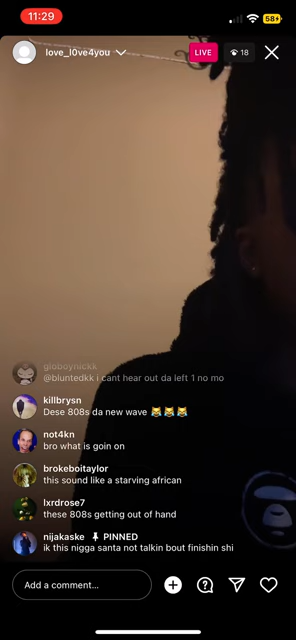 11:29
58
love_l0ve4you
LIVE
18
globoynickk
@bluntedkk i cant hear out da left 1 no mo
killbrysn
Dese 808s da new wave 😹😹😹
not4kn
bro what is goin on
brokeboitaylor
this sound like a starving african
lxrdrose7
these 808s getting out of hand
nijakaske PINNED
ik this nigga santa not talkin bout finishin shi
Add a comment...